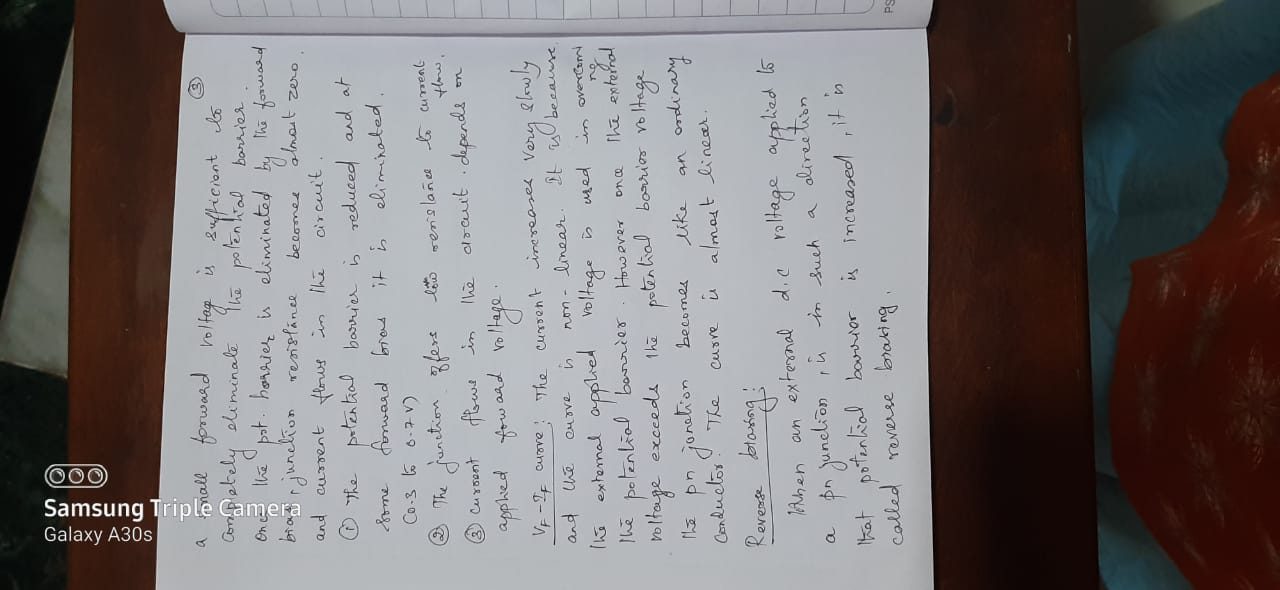 ③
a small forward voltage is sufficient to
completely eliminate the potential barrier.
once the pot. barrier is eliminated by the forward
bias, junction resistance becomes almost zero.
and current flows in the circuit.
① The potential barrier is reduced and at
some forward bias it is eliminated.
(0.3 to 0.7 V)
② The junction offers low resistance to current
flow.
③ current flows in the circuit. depends on
applied forward voltage.
VF-IF curve: The current increases very slowly
and the curve is non-linear. It is because
the external applied voltage is used in overcomi
ng
the potential barrier. However once the external
voltage exceeds the potential barrier voltage
the pn junction becomes like an ordinary
conductor. The curve is almost linear.
Reverse biasing:
When an external d.c voltage applied to
a pn junction, is in such a direction
that potential barrier is increased, it is
called reverse biasing.
PS
Samsung Triple Camera
Galaxy A30s